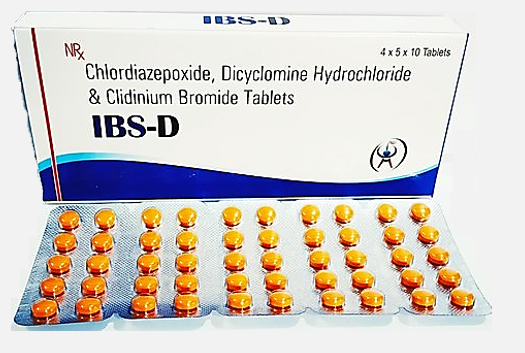 IBS-D
NRx
4 x 5 x 10 Tablets
Chlordiazepoxide, Dicyclomine Hydrochloride
& Clidinium Bromide Tablets
IBS-D